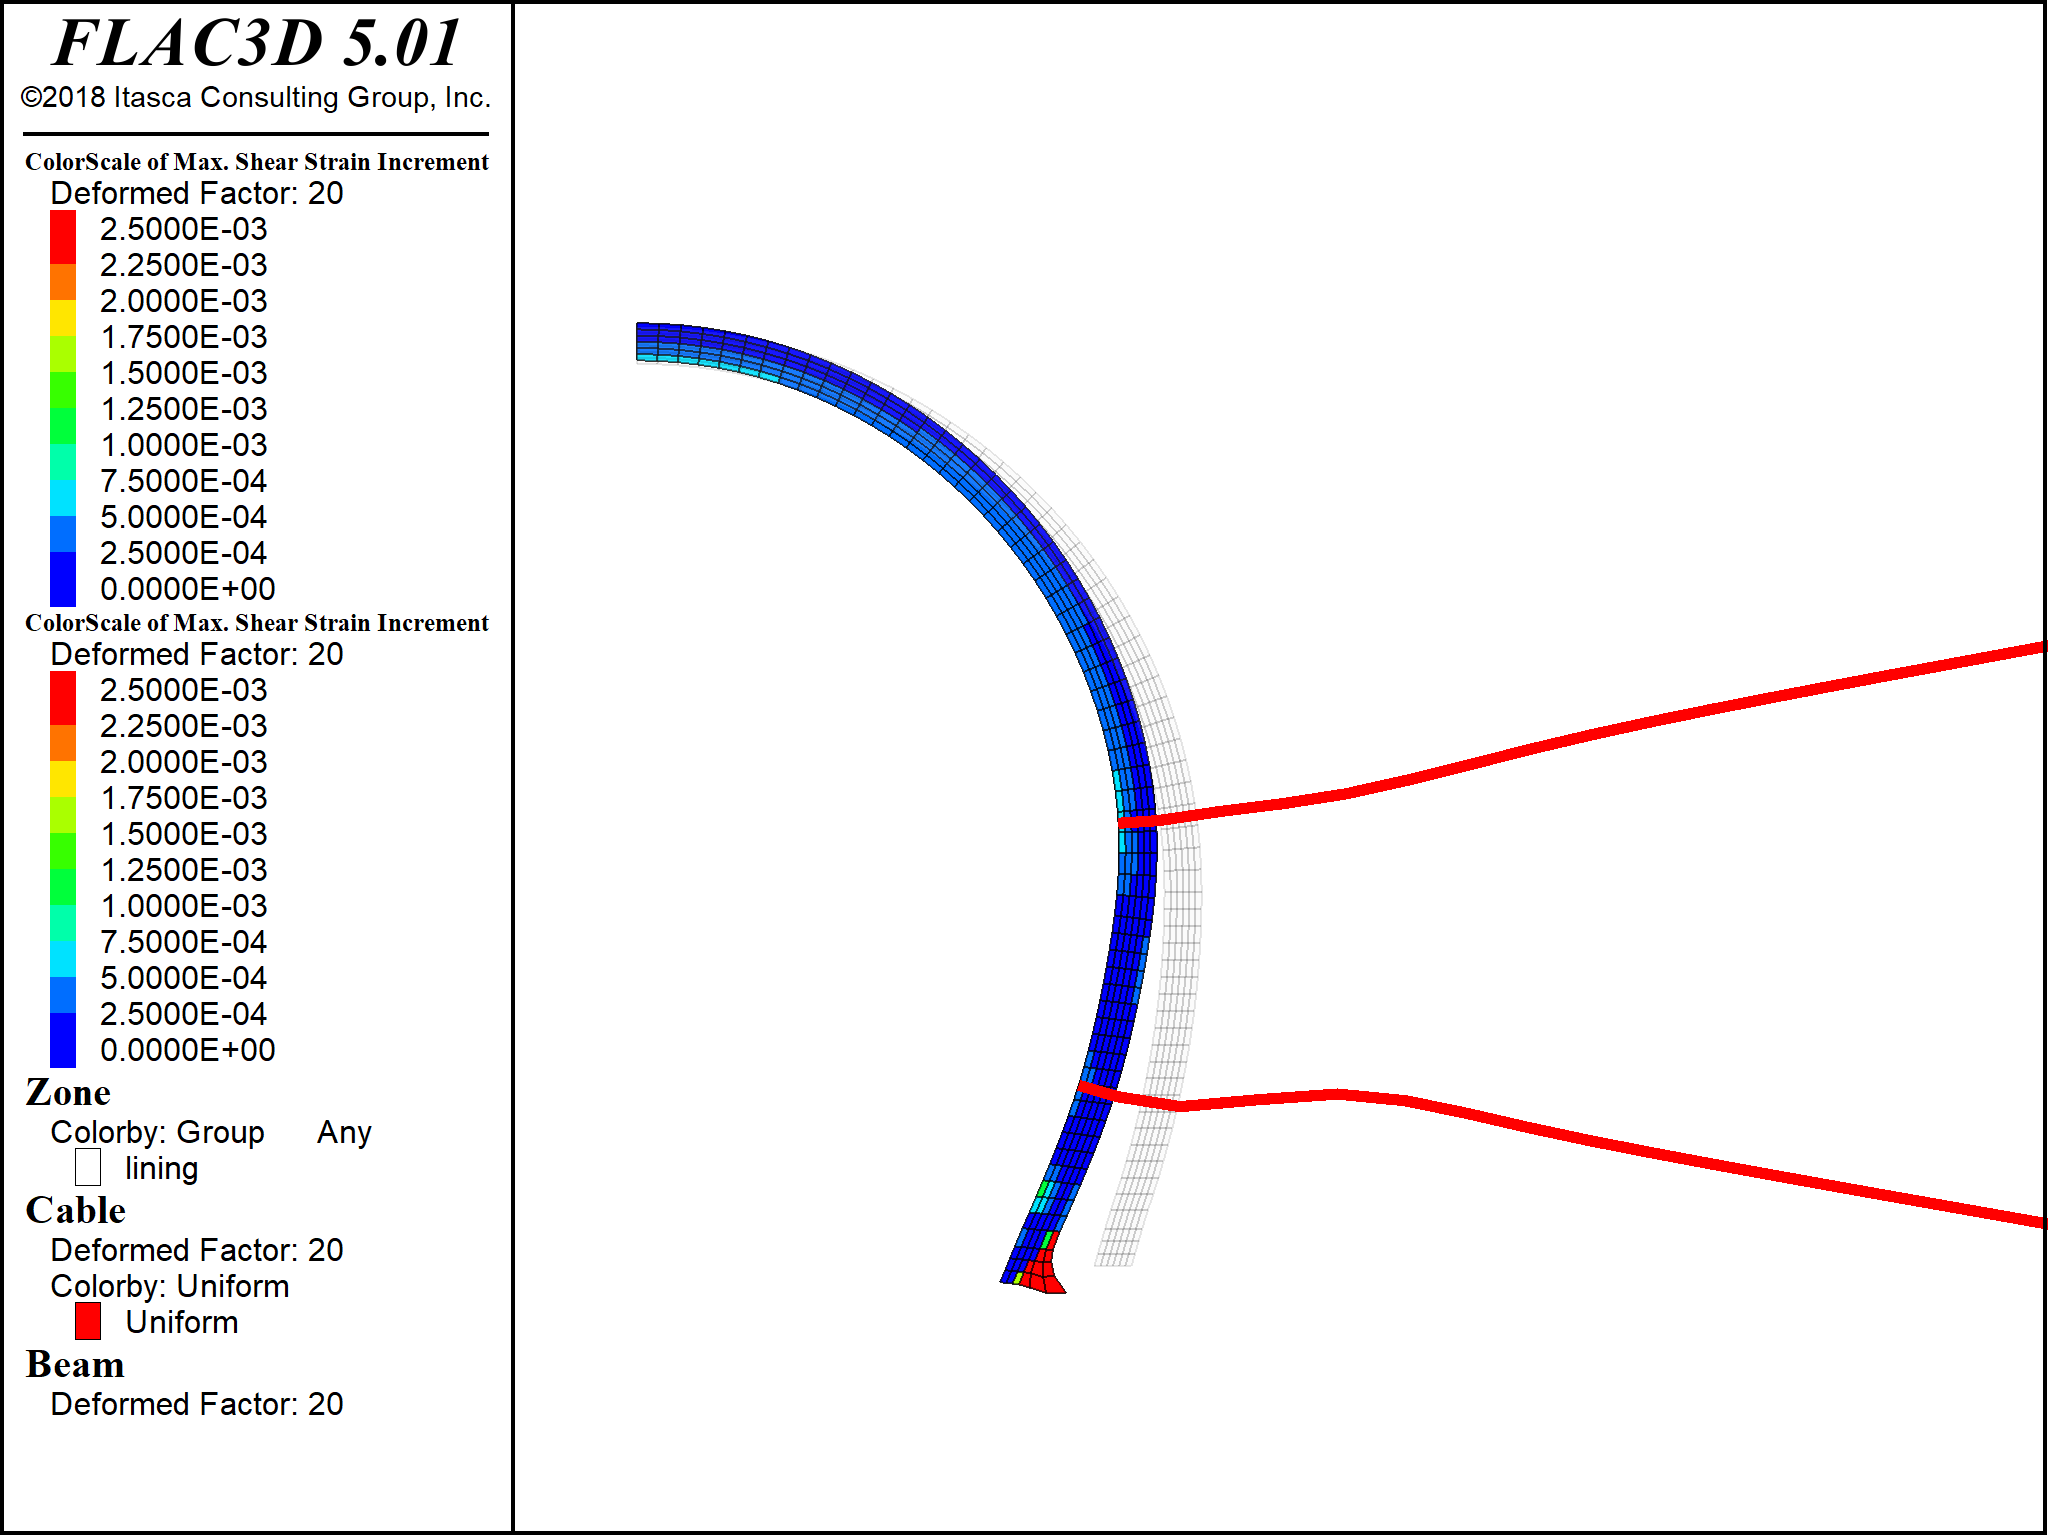 FLAC3D 5.01
©2018 Itasca Consulting Group, Inc.
ColorScale of Max. Shear Strain Increment
Deformed Factor: 20
2.5000E-03
2.2500E-03
2.0000E-03
1.7500E-03
1.5000E-03
1.2500E-03
1.0000E-03
7.5000E-04
5.0000E-04
2.5000E-04
0.0000E+00
ColorScale of Max. Shear Strain Increment
Deformed Factor: 20
2.5000E-03
2.2500E-03
2.0000E-03
1.7500E-03
1.5000E-03
1.2500E-03
1.0000E-03
7.5000E-04
5.0000E-04
2.5000E-04
0.0000E+00
Zone
Colorby: Group Any
lining
Cable
Deformed Factor: 20
Colorby: Uniform
Uniform
Beam
Deformed Factor: 20